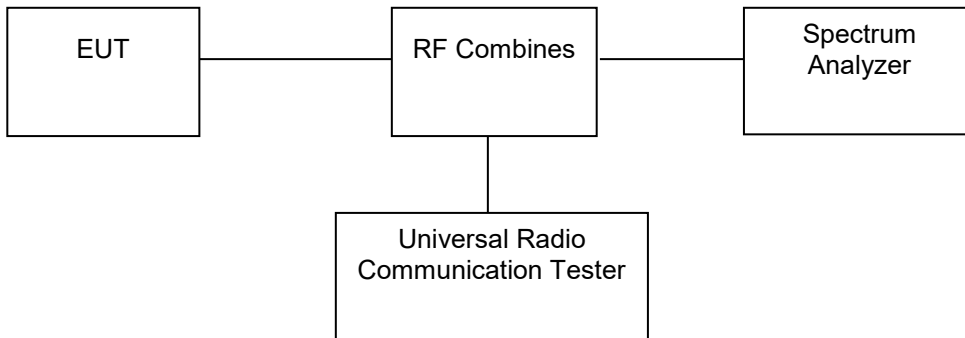 EUT
RF Combines
Spectrum
Analyzer
Universal Radio
Communication Tester